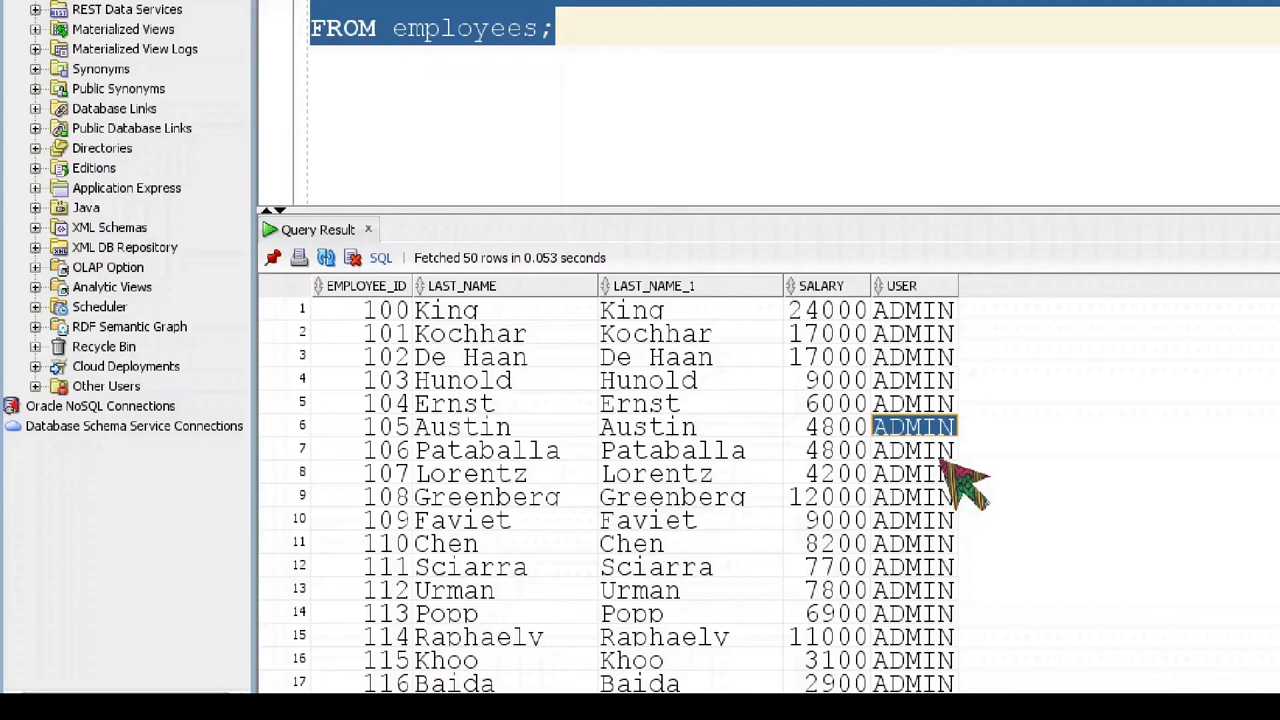 REST Data Services
Materialized Views
Materialized View Logs
Synonyms
Public Synonyms
Database Links
Public Database Links
Directories
Editions
Application Express
Java
XML Schemas
XML DB Repository
OLAP Option
Analytic Views
Scheduler
RDF Semantic Graph
Recycle Bin
Cloud Deployments
Other Users
Oracle NoSQL Connections
Database Schema Service Connections
FROM employees;
Query Result
SQL | Fetched 50 rows in 0.053 seconds
EMPLOYEE_ID LAST_NAME LAST_NAME_1 SALARY USER
1 100 King King 24000 ADMIN
2 101 Kochhar Kochhar 17000 ADMIN
3 102 De Haan De Haan 17000 ADMIN
4 103 Hunold Hunold 9000 ADMIN
5 104 Ernst Ernst 6000 ADMIN
6 105 Austin Austin 4800 ADMIN
7 106 Pataballa Pataballa 4800 ADMIN
8 107 Lorentz Lorentz 4200 ADMIN
9 108 Greenberg Greenberg 12000 ADMIN
10 109 Faviet Faviet 9000 ADMIN
11 110 Chen Chen 8200 ADMIN
12 111 Sciarra Sciarra 7700 ADMIN
13 112 Urman Urman 7800 ADMIN
14 113 Popp Popp 6900 ADMIN
15 114 Raphaely Raphaely 11000 ADMIN
16 115 Khoo Khoo 3100 ADMIN
17 116 Baida Baida 2900 ADMIN